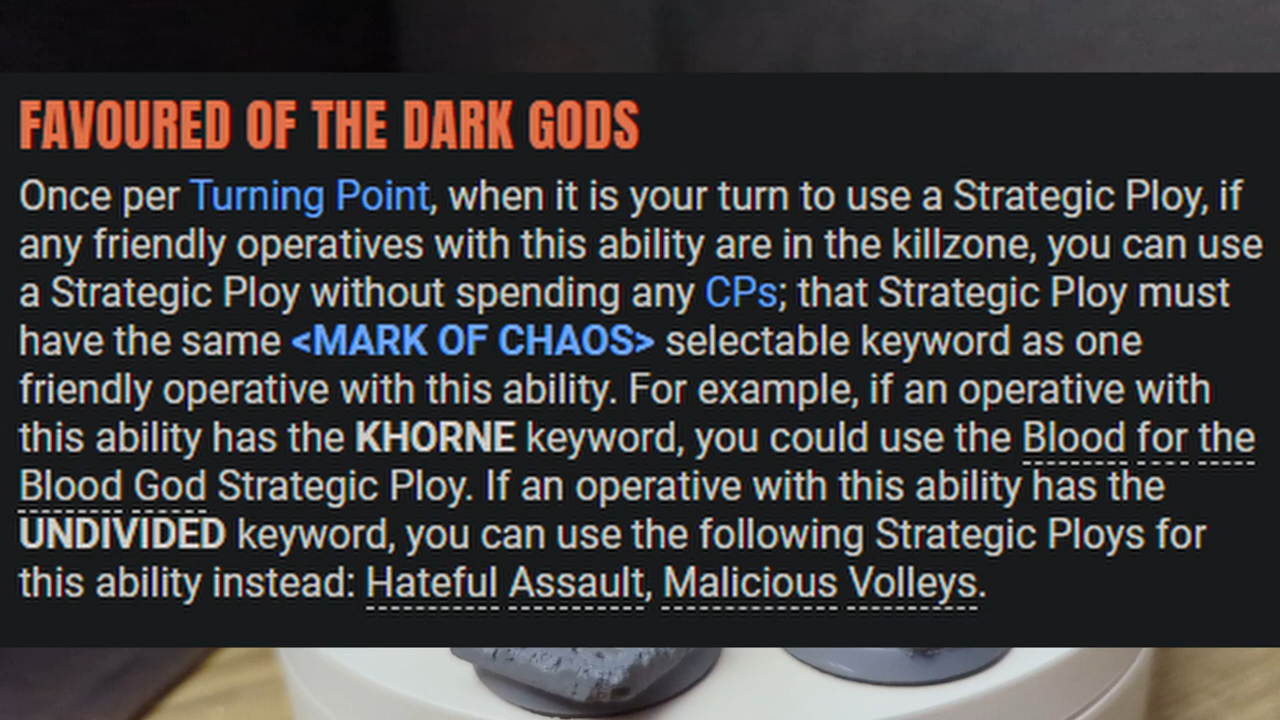 FAVOURED OF THE DARK GODS
Once per Turning Point, when it is your turn to use a Strategic Ploy, if
any friendly operatives with this ability are in the killzone, you can use
a Strategic Ploy without spending any CPs; that Strategic Ploy must
have the same <MARK OF CHAOS> selectable keyword as one
friendly operative with this ability. For example, if an operative with
this ability has the KHORNE keyword, you could use the Blood for the
Blood God Strategic Ploy. If an operative with this ability has the
UNDIVIDED keyword, you can use the following Strategic Ploys for
this ability instead: Hateful Assault, Malicious Volleys.